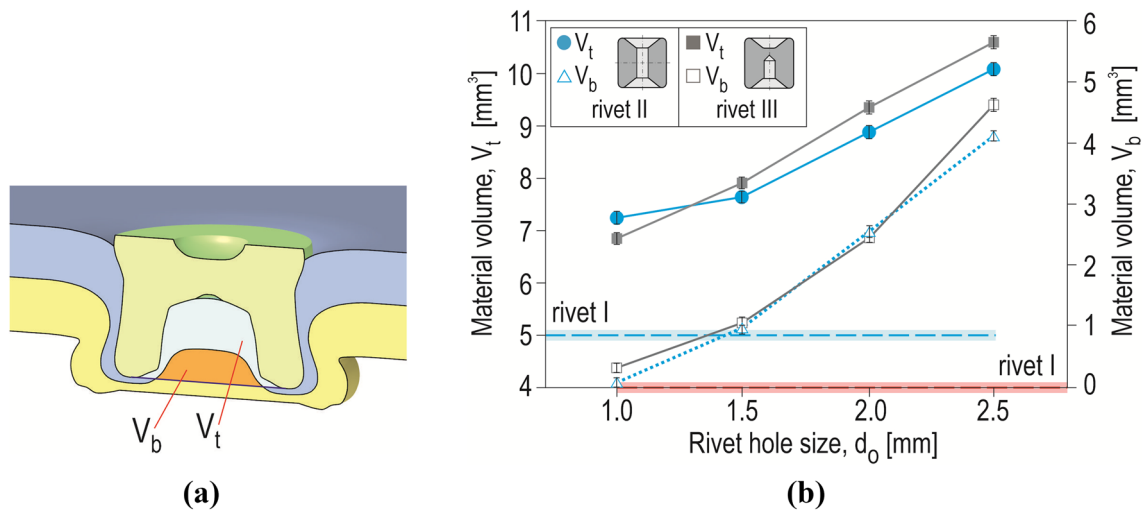 V_b V_t
(a)
Material volume, V_t [mm³]
11
10
9
8
7
6
5
4
V_t
V_b
rivet II
V_t
V_b
rivet III
rivet I
rivet I
1.0 1.5 2.0 2.5
Rivet hole size, d_o [mm]
6
5
4
3
2
1
0
Material volume, V_b [mm³]
(b)